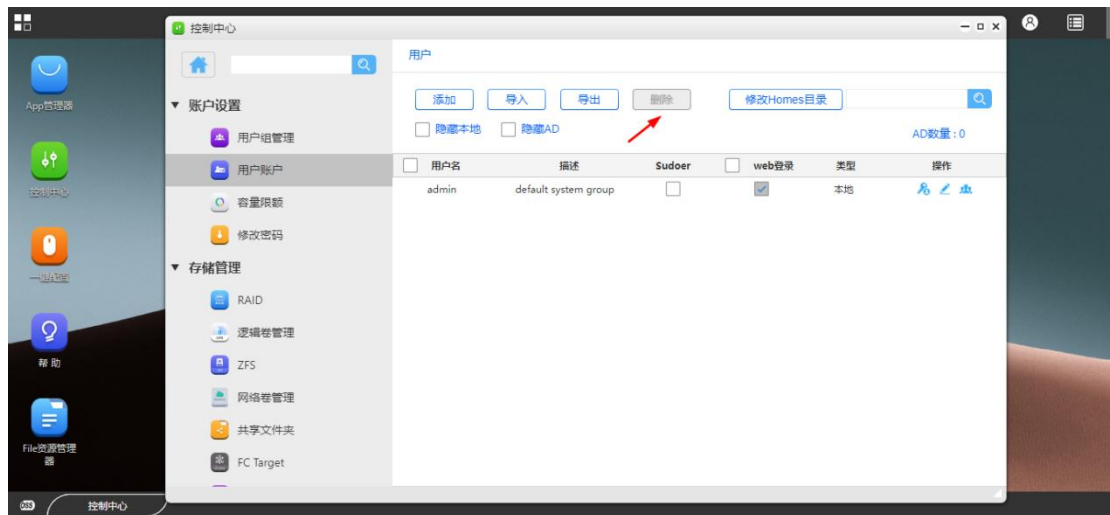 控制中心
用户
App管理器
账户设置
添加
导入
导出
删除
修改Homes目录
隐藏本地
隐藏AD
AD数量：0
用户组管理
用户账户
用户名
描述
Sudoer
web登录
类型
操作
admin
default system group
本地
控制中心
容量限额
修改密码
一键配置
存储管理
RAID
逻辑卷管理
帮助
ZFS
网络卷管理
共享文件夹
File资源管理
器
FC Target
DSS
控制中心